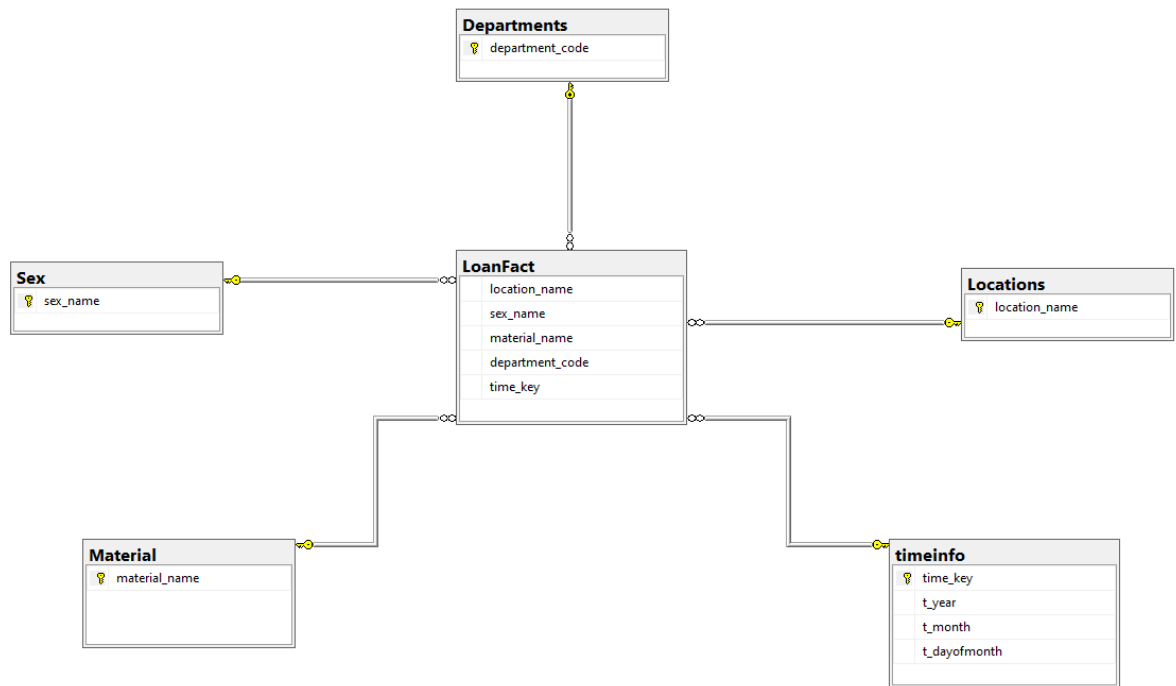 Departments
department_code
Sex
sex_name
LoanFact
location_name
sex_name
material_name
department_code
time_key
Locations
location_name
Material
material_name
timeinfo
time_key
t_year
t_month
t_dayofmonth